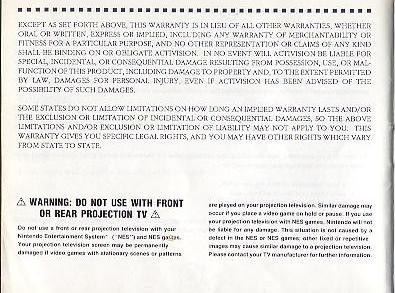 EXCEPT AS SET FORTH ABOVE, THIS WARRANTY IS IN LIEU OF ALL OTHER WARRANTIES, WHETHER
ORAL OR WRITTEN, EXPRESS OR IMPLIED, INCLUDING ANY WARRANTY OF MERCHANTABILITY OR
FITNESS FOR A PARTICULAR PURPOSE, AND NO OTHER REPRESENTATION OR CLAIMS OF ANY KIND
SHALL BE BINDING ON OR OBLIGATE ACTIVISION. IN NO EVENT WILL ACTIVISION BE LIABLE FOR
SPECIAL, INCIDENTAL, OR CONSEQUENTIAL DAMAGE RESULTING FROM POSSESSION, USE, OR MAL-
FUNCTION OF THIS PRODUCT, INCLUDING DAMAGE TO PROPERTY AND, TO THE EXTENT PERMITTED
BY LAW, DAMAGES FOR PERSONAL INJURY, EVEN IF ACTIVISION HAS BEEN ADVISED OF THE
POSSIBILITY OF SUCH DAMAGES.
SOME STATES DO NOT ALLOW LIMITATIONS ON HOW LONG AN IMPLIED WARRANTY LASTS AND/OR
THE EXCLUSION OR LIMITATION OF INCIDENTAL OR CONSEQUENTIAL DAMAGES, SO THE ABOVE
LIMITATIONS AND/OR EXCLUSION OR LIMITATION OF LIABILITY MAY NOT APPLY TO YOU. THIS
WARRANTY GIVES YOU SPECIFIC LEGAL RIGHTS, AND YOU MAY HAVE OTHER RIGHTS WHICH VARY
FROM STATE TO STATE.
⚠ WARNING: DO NOT USE WITH FRONT
OR REAR PROJECTION TV ⚠
Do not use a front or rear projection television with your
Nintendo Entertainment System® ("NES") and NES games.
Your projection television screen may be permanently
damaged if video games with stationary scenes or patterns
are played on your projection television. Similar damage may
occur if you place a video game on hold or pause. If you use
your projection television with NES games, Nintendo will not
be liable for any damage. This situation is not caused by a
defect in the NES or NES games; other fixed or repetitive
images may cause similar damage to a projection television.
Please contact your TV manufacturer for further information.